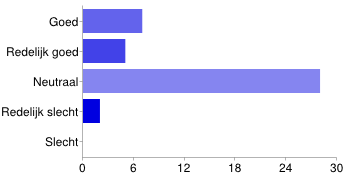 Goed
Redelijk goed
Neutraal
Redelijk slecht
Slecht
0 6 12 18 24 30